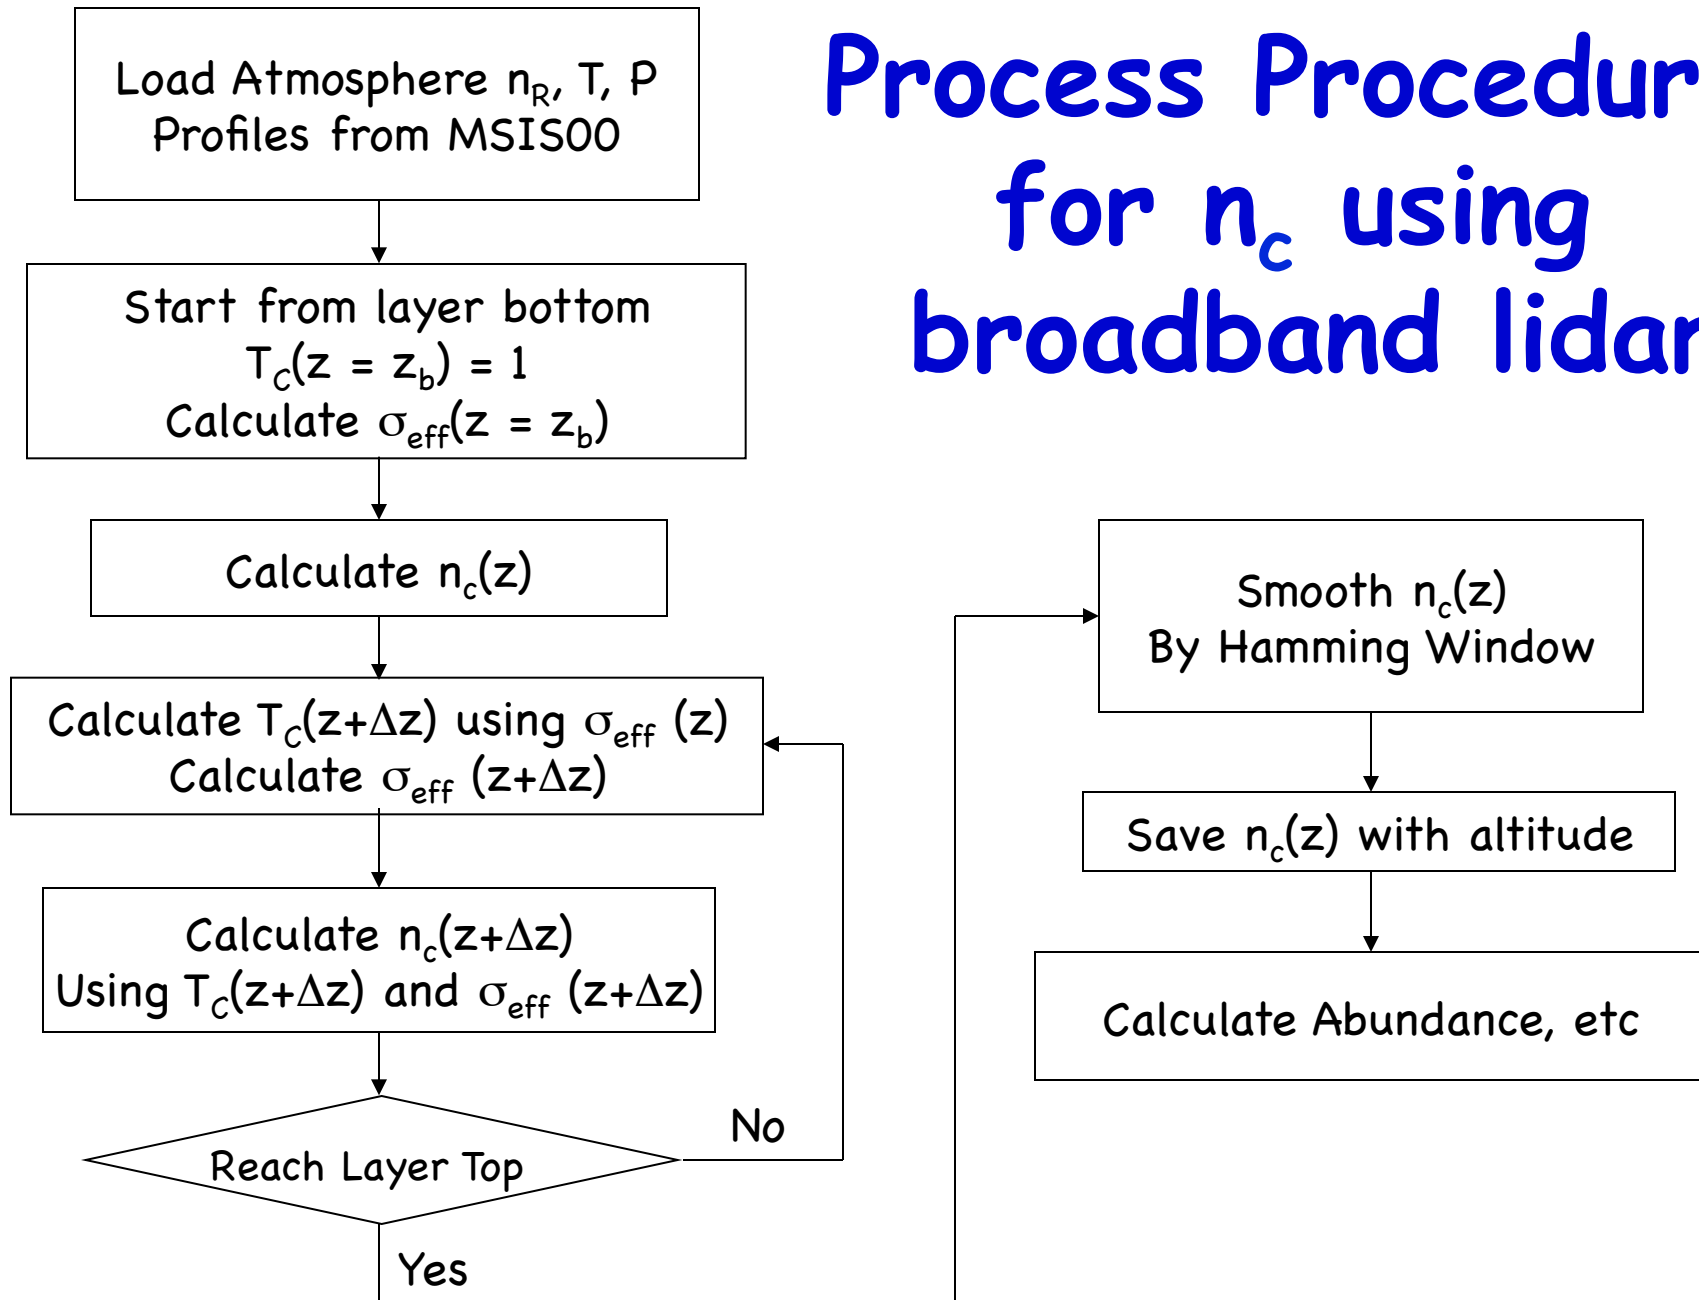 Process Procedur
for n_c using
broadband lidar
Load Atmosphere n_R, T, P
Profiles from MSIS00
Start from layer bottom
T_C(z = z_b) = 1
Calculate σ_eff(z = z_b)
Calculate n_c(z)
Calculate T_C(z+Δz) using σ_eff (z)
Calculate σ_eff (z+Δz)
Calculate n_c(z+Δz)
Using T_C(z+Δz) and σ_eff (z+Δz)
Reach Layer Top
No
Yes
Smooth n_c(z)
By Hamming Window
Save n_c(z) with altitude
Calculate Abundance, etc